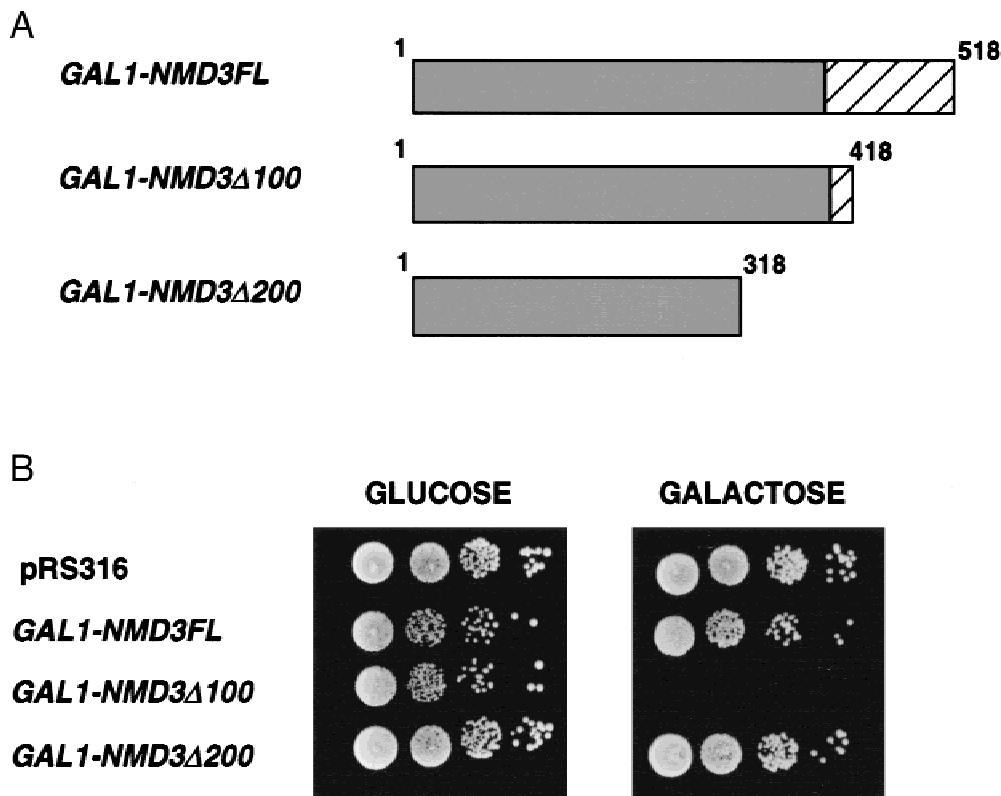 A
GAL1-NMD3FL
1
518
GAL1-NMD3Δ100
1
418
GAL1-NMD3Δ200
1
318
B
GLUCOSE
GALACTOSE
pRS316
GAL1-NMD3FL
GAL1-NMD3Δ100
GAL1-NMD3Δ200